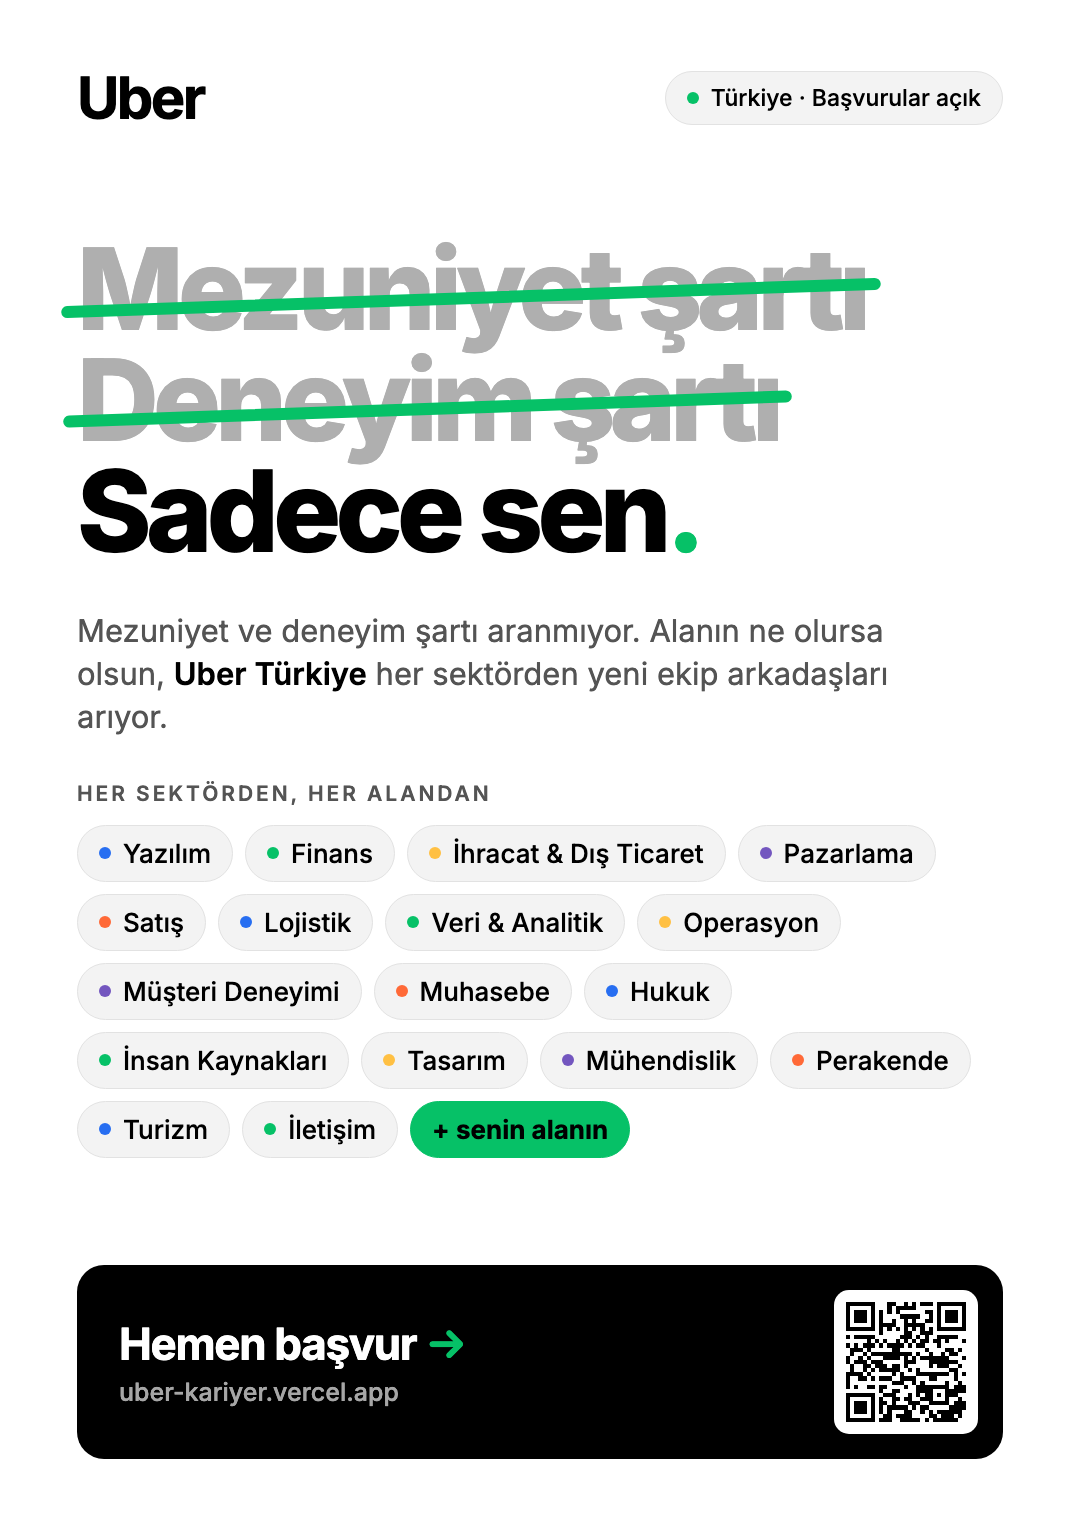 Uber
Türkiye · Başvurular açık
Mezuniyet şartı
Deneyim şartı
Sadece sen.
Mezuniyet ve deneyim şartı aranmıyor. Alanın ne olursa
olsun, Uber Türkiye her sektörden yeni ekip arkadaşları
arıyor.
HER SEKTÖRDEN, HER ALANDAN
Yazılım Finans İhracat & Dış Ticaret Pazarlama
Satış Lojistik Veri & Analitik Operasyon
Müşteri Deneyimi Muhasebe Hukuk
İnsan Kaynakları Tasarım Mühendislik Perakende
Turizm İletişim + senin alanın
Hemen başvur →
uber-kariyer.vercel.app